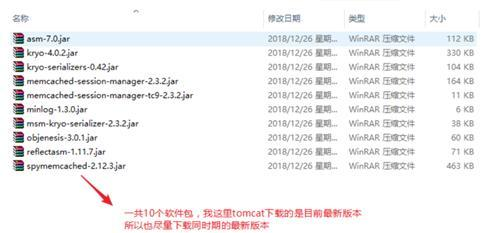 名称 修改日期 类型 大小
asm-7.0.jar 2018/12/26 星期... WinRAR 压缩文件 112 KB
kryo-4.0.2.jar 2018/12/26 星期... WinRAR 压缩文件 330 KB
kryo-serializers-0.42.jar 2018/12/26 星期... WinRAR 压缩文件 104 KB
memcached-session-manager-2.3.2.jar 2018/12/26 星期... WinRAR 压缩文件 164 KB
memcached-session-manager-tc9-2.3.2.jar 2018/12/26 星期... WinRAR 压缩文件 11 KB
minlog-1.3.0.jar 2018/12/26 星期... WinRAR 压缩文件 6 KB
msm-kryo-serializer-2.3.2.jar 2018/12/26 星期... WinRAR 压缩文件 38 KB
objenesis-3.0.1.jar 2018/12/26 星期... WinRAR 压缩文件 60 KB
reflectasm-1.11.7.jar 2018/12/26 星期... WinRAR 压缩文件 71 KB
spymemcached-2.12.3.jar 2018/12/26 星期... WinRAR 压缩文件 463 KB
一共10个软件包，我这里tomcat下载的是目前最新版本
所以也尽量下载同时期的最新版本